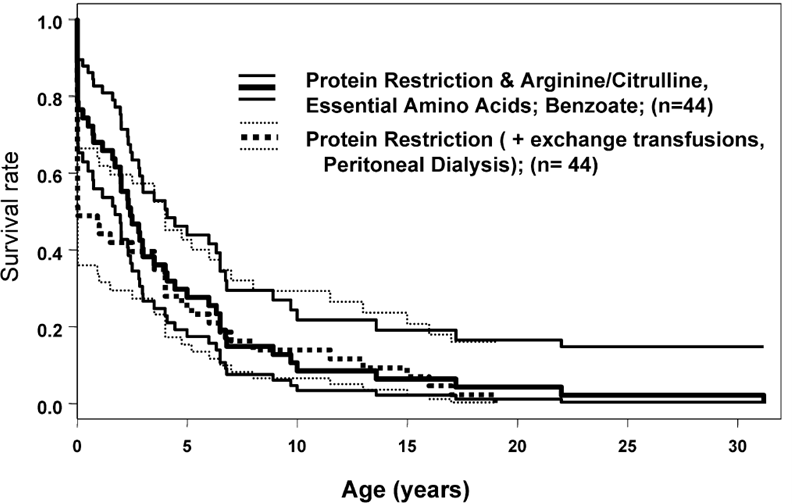 1.0
0.8
0.6
0.4
0.2
0.0
Survival rate
Protein Restriction & Arginine/Citrulline,
Essential Amino Acids; Benzoate; (n=44)
Protein Restriction ( + exchange transfusions,
Peritoneal Dialysis); (n= 44)
0 5 10 15 20 25 30
Age (years)